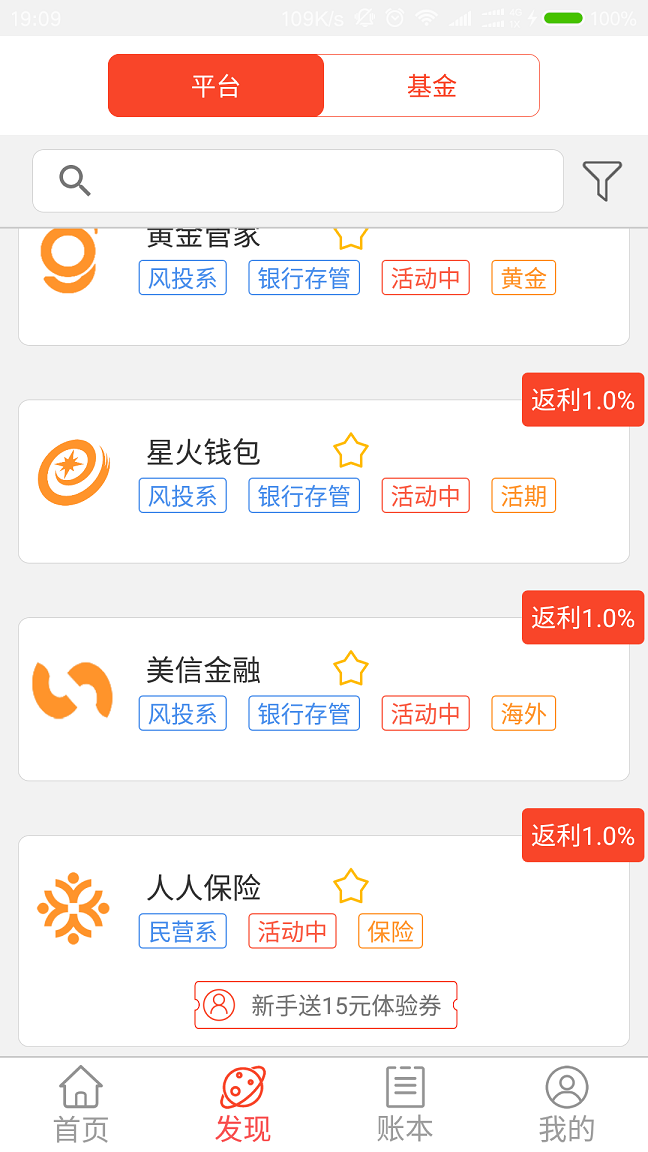 19:09 109K/s 100%
平台 基金
黄金管家
风投系 银行存管 活动中 黄金
返利1.0%
星火钱包
风投系 银行存管 活动中 活期
返利1.0%
美信金融
风投系 银行存管 活动中 海外
返利1.0%
人人保险
民营系 活动中 保险
新手送15元体验券
首页 发现 账本 我的